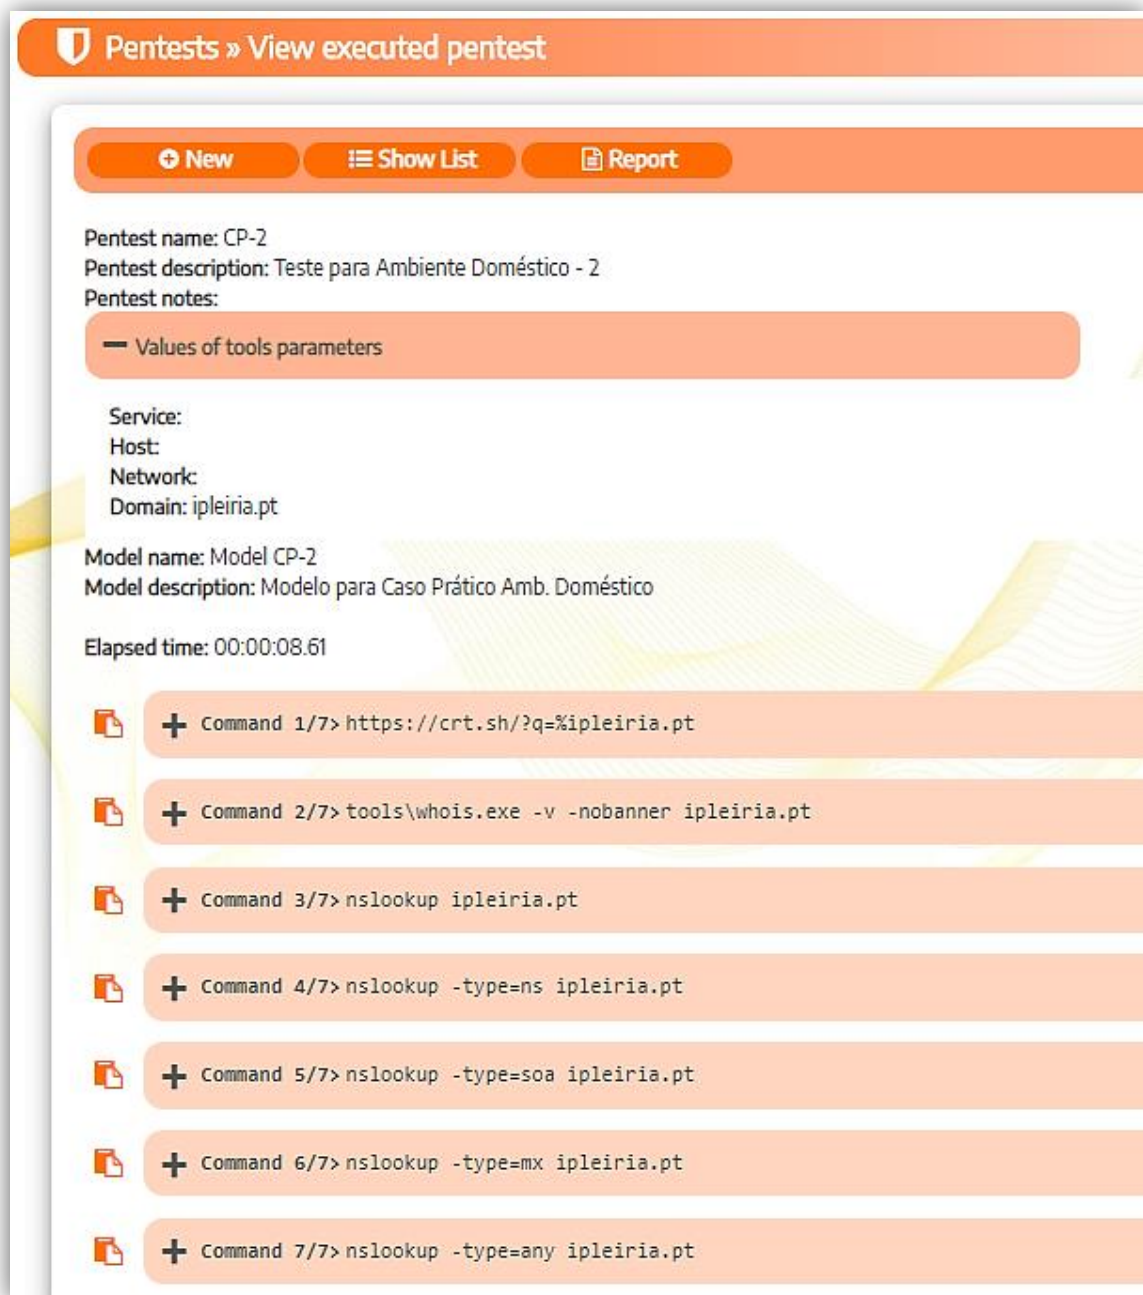 Pentests » View executed pentest
New Show List Report
Pentest name: CP-2
Pentest description: Teste para Ambiente Doméstico - 2
Pentest notes:
Values of tools parameters
Service:
Host:
Network:
Domain: ipleiria.pt
Model name: Model CP-2
Model description: Modelo para Caso Prático Amb. Doméstico
Elapsed time: 00:00:08.61
Command 1/7> https://crt.sh/?q=%ipleiria.pt
Command 2/7> tools\whois.exe -v -nobanner ipleiria.pt
Command 3/7> nslookup ipleiria.pt
Command 4/7> nslookup -type=ns ipleiria.pt
Command 5/7> nslookup -type=soa ipleiria.pt
Command 6/7> nslookup -type=mx ipleiria.pt
Command 7/7> nslookup -type=any ipleiria.pt